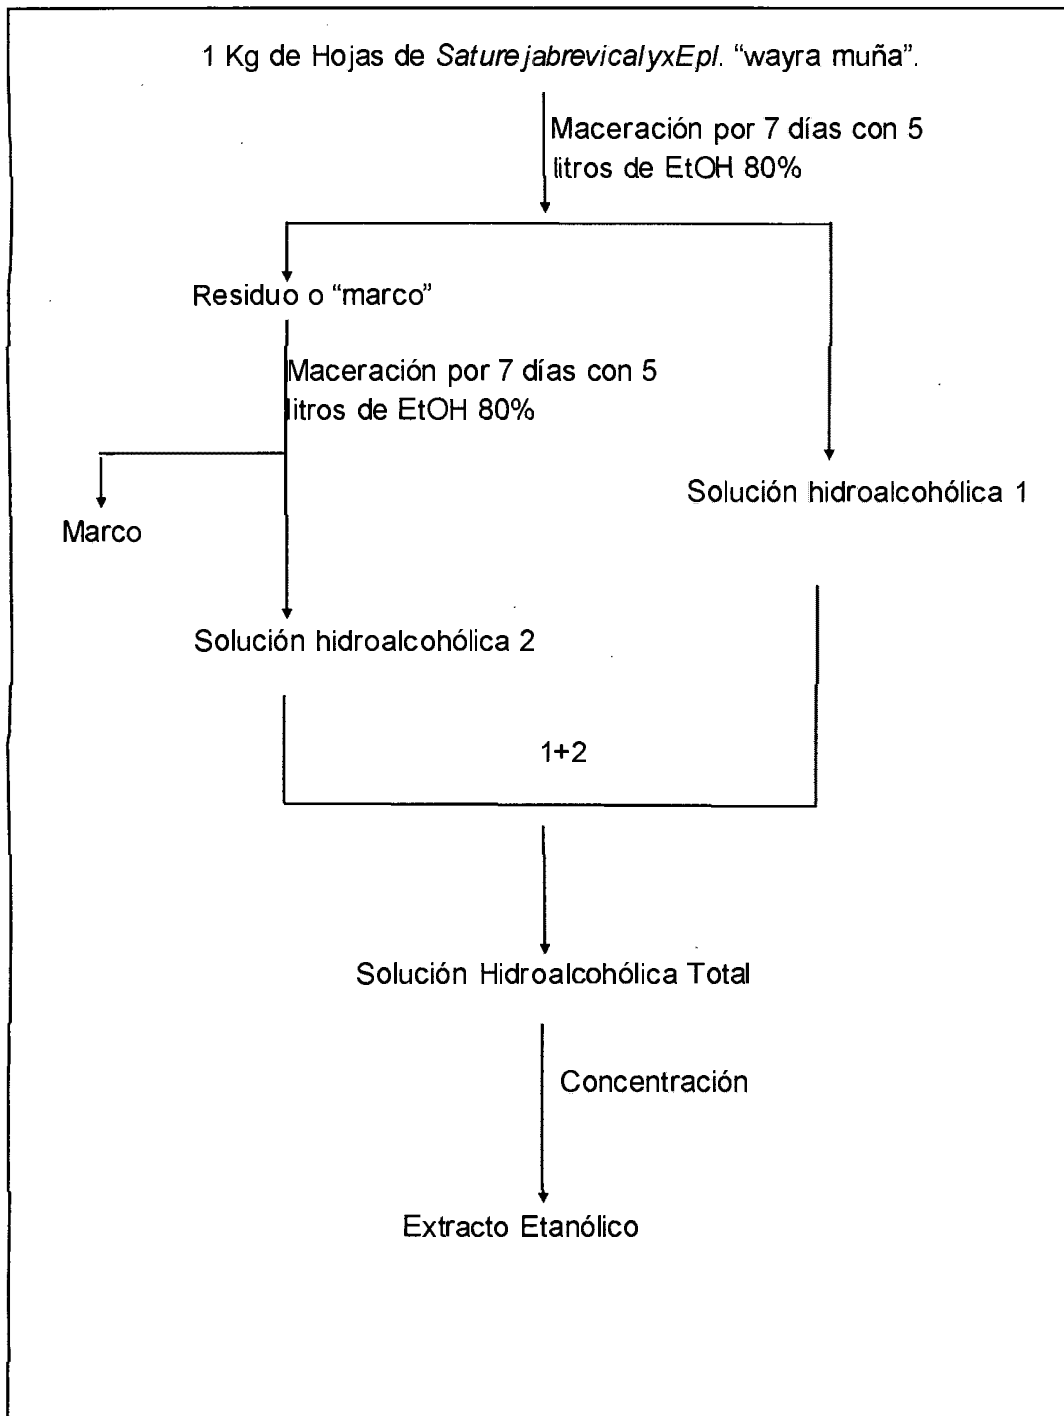 1 Kg de Hojas de SaturejabrevicalyxEpl. “wayra muña”.
Maceración por 7 días con 5
litros de EtOH 80%
Residuo o “marco”
Maceración por 7 días con 5
litros de EtOH 80%
Solución hidroalcohólica 1
Marco
Solución hidroalcohólica 2
1+2
Solución Hidroalcohólica Total
Concentración
Extracto Etanólico